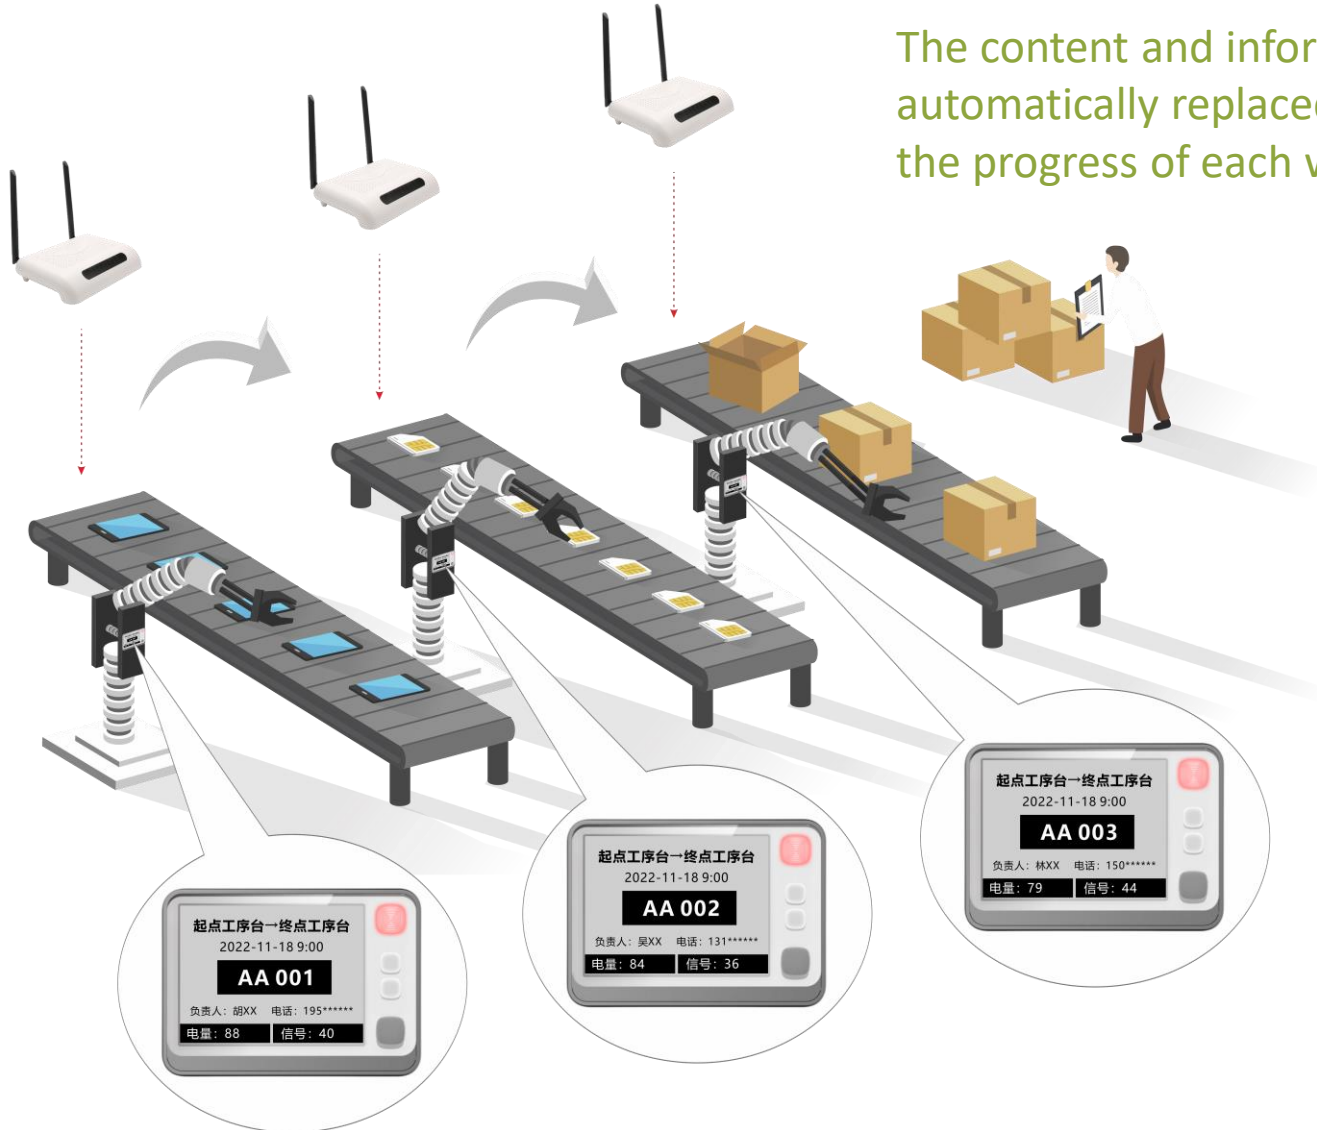 The content and infor
automatically replaced
the progress of each w
起点工序台→终点工序台
2022-11-18 9:00
AA 001
负责人：胡XX 电话：195******
电量：88 信号：40
起点工序台→终点工序台
2022-11-18 9:00
AA 002
负责人：吴XX 电话：131******
电量：84 信号：36
起点工序台→终点工序台
2022-11-18 9:00
AA 003
负责人：林XX 电话：150******
电量：79 信号：44